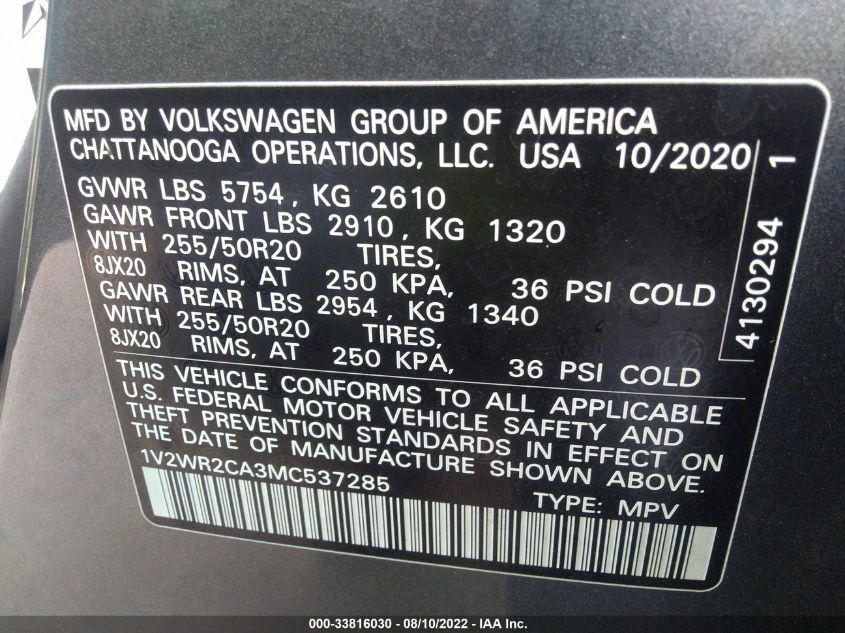 MFD BY VOLKSWAGEN GROUP OF AMERICA
CHATTANOOGA OPERATIONS, LLC. USA 10/2020
GVWR LBS 5754, KG 2610
GAWR FRONT LBS 2910, KG 1320
WITH 255/50R20 TIRES,
8JX20 RIMS, AT 250 KPA, 36 PSI COLD
GAWR REAR LBS 2954, KG 1340
WITH 255/50R20 TIRES,
8JX20 RIMS, AT 250 KPA, 36 PSI COLD
THIS VEHICLE CONFORMS TO ALL APPLICABLE
U.S. FEDERAL MOTOR VEHICLE SAFETY AND
THEFT PREVENTION STANDARDS IN EFFECT ON
THE DATE OF MANUFACTURE SHOWN ABOVE.
1V2WR2CA3MC537285
TYPE: MPV
4130294 1
000-33816030 - 08/10/2022 - IAA Inc.